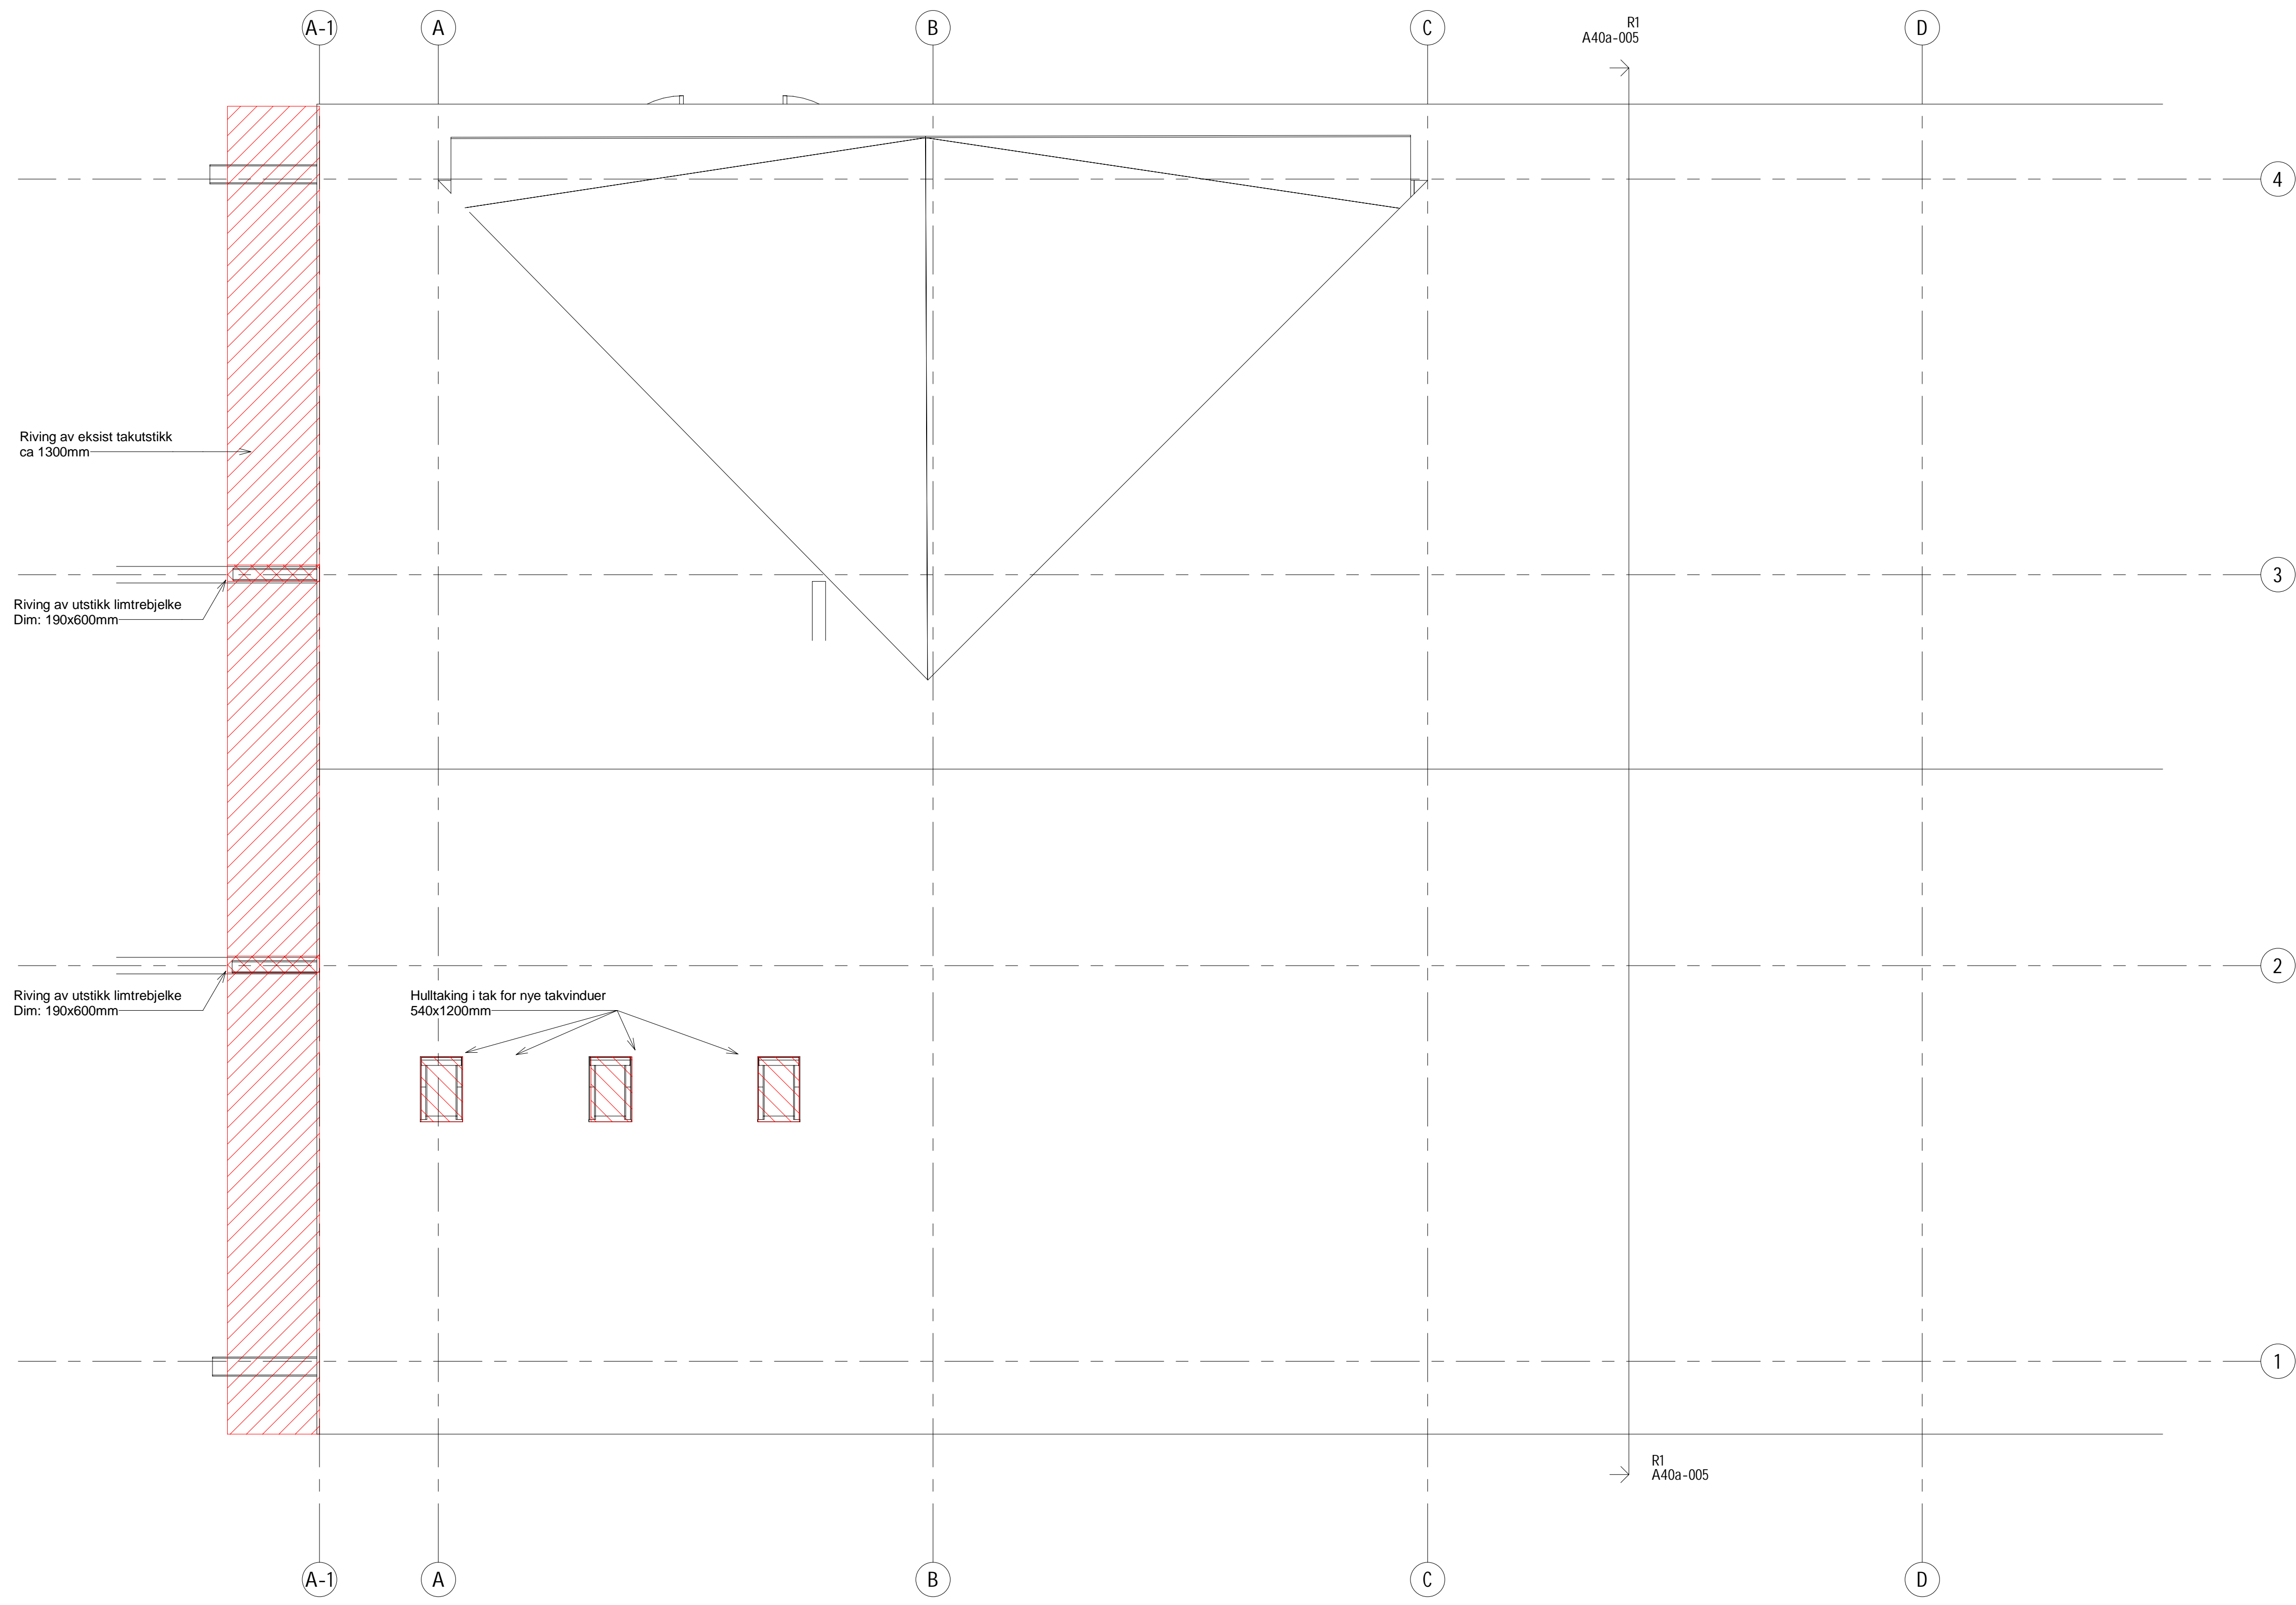 A-1
A
B
C
R1
A40a-005
D
4
Riving av eksist takutstikk
ca 1300mm
3
Riving av utstikk limtrebjelke
Dim: 190x600mm
2
Riving av utstikk limtrebjelke
Dim: 190x600mm
Hulltaking i tak for nye takvinduer
540x1200mm
1
R1
A40a-005
A-1
A
B
C
D